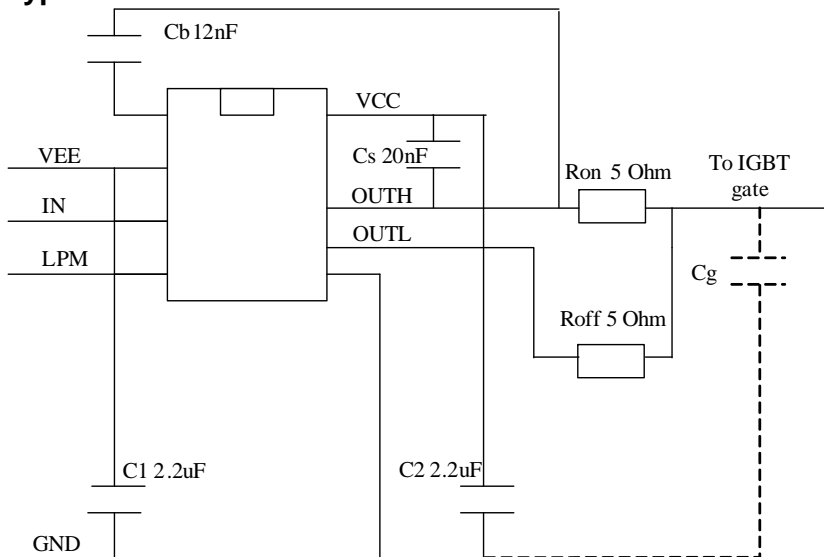 Cb 12nF
VCC
VEE
Cs 20nF
Ron 5 Ohm
To IGBT
gate
IN
OUTH
LPM
OUTL
Cg
Roff 5 Ohm
C1 2.2uF
C2 2.2uF
GND